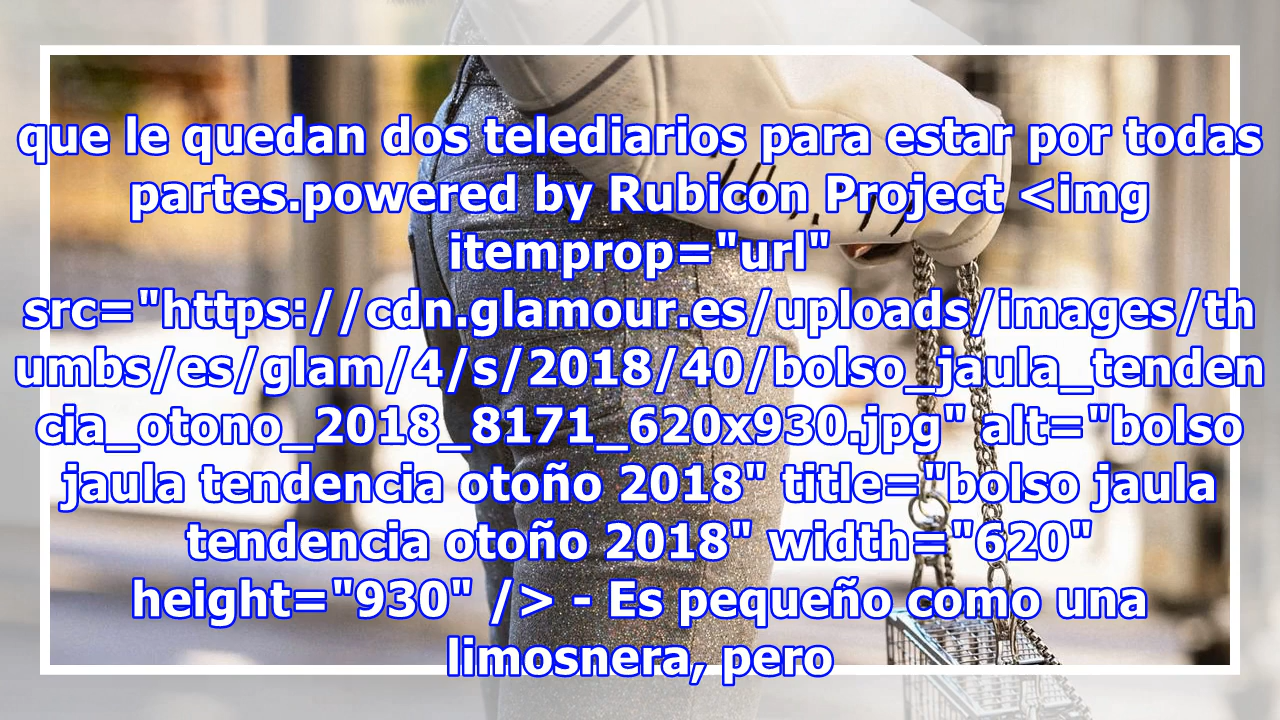 que le quedan dos telediarios para estar por todas
partes.powered by Rubicon Project <img
itemprop="url"
src="https://cdn.glamour.es/uploads/images/th
umbs/es/glam/4/s/2018/40/bolso_jaula_tenden
cia_otono_2018_8171_620x930.jpg" alt="bolso
jaula tendencia otoño 2018" title="bolso jaula
tendencia otoño 2018" width="620"
height="930" /> - Es pequeño como una
limosnera, pero